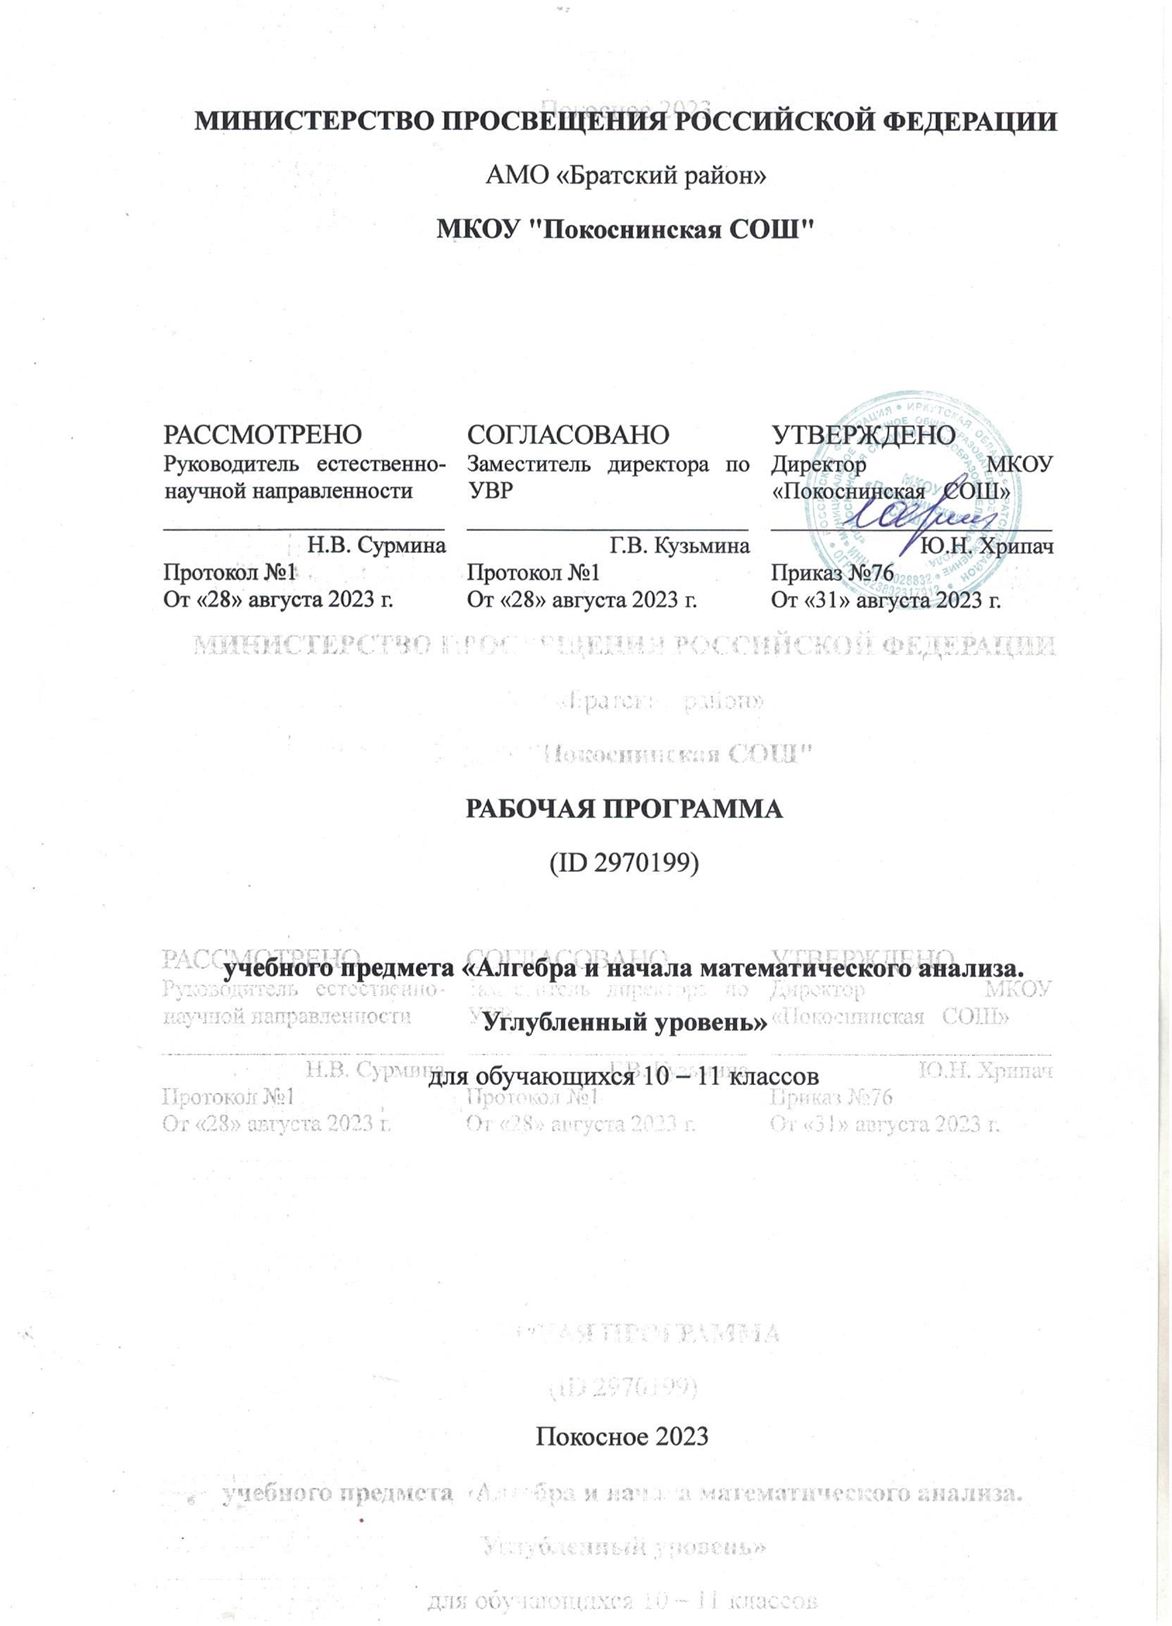 МИНИСТЕРСТВО ПРОСВЕЩЕНИЯ РОССИЙСКОЙ ФЕДЕРАЦИИ
АМО «Братский район»
МКОУ "Покоснинская СОШ"
РАССМОТРЕНО
Руководитель естественно-
научной направленности
Н.В. Сурмина
Протокол №1
От «28» августа 2023 г.
СОГЛАСОВАНО
Заместитель директора по
УВР
Г.В. Кузьмина
Протокол №1
От «28» августа 2023 г.
УТВЕРЖДЕНО
Директор МКОУ
«Покоснинская СОШ»
Ю.Н. Хрипач
Приказ №76
От «31» августа 2023 г.
РАБОЧАЯ ПРОГРАММА
(ID 2970199)
учебного предмета «Алгебра и начала математического анализа.
Углубленный уровень»
для обучающихся 10 – 11 классов
Покосное 2023